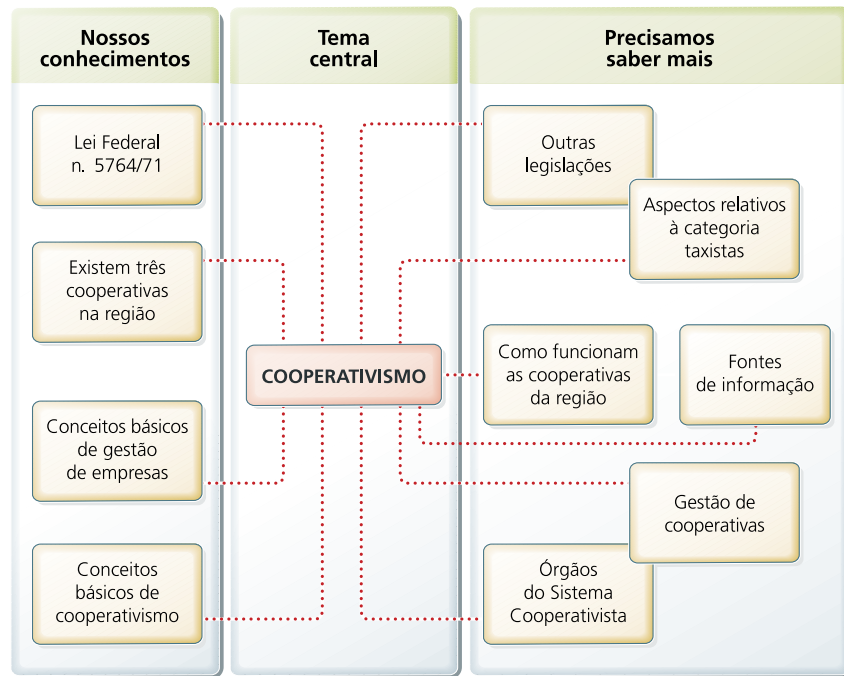 Nossos
conhecimentos
Tema
central
Precisamos
saber mais
Lei Federal
n. 5764/71
Existem três
cooperativas
na região
Conceitos básicos
de gestão
de empresas
Conceitos
básicos de
cooperativismo
COOPERATIVISMO
Outras
legislações
Aspectos relativos
à categoria
taxistas
Como funcionam
as cooperativas
da região
Fontes
de informação
Gestão de
cooperativas
Órgãos
do Sistema
Cooperativista